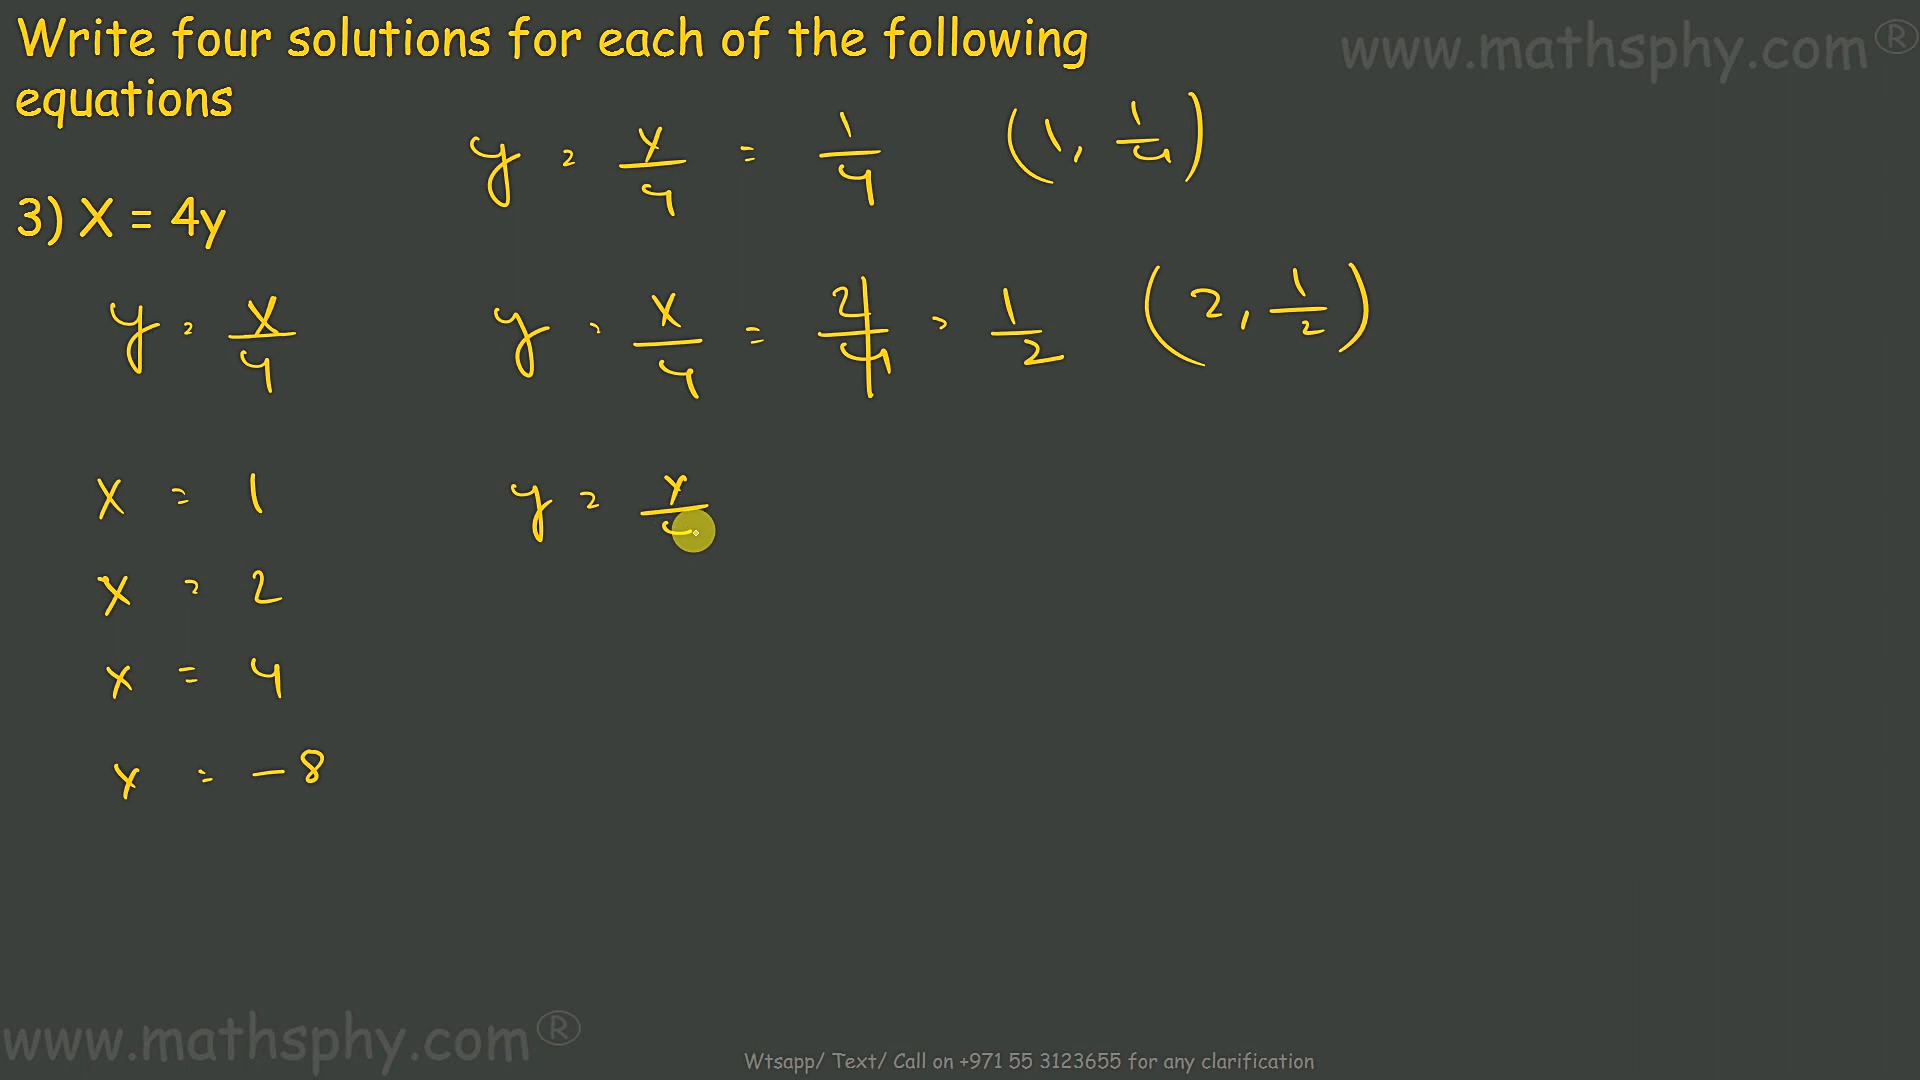 Write four solutions for each of the following
equations
www.mathsphy.com®
y = x/4 = 1/4 (1, 1/4)
3) X = 4y
y = x/4
y = x/4 = 2/4 = 1/2 (2, 1/2)
x = 1
y = x/4
x = 2
x = 4
x = -8
www.mathsphy.com®
Wtsapp/ Text/ Call on +971 55 3123655 for any clarification